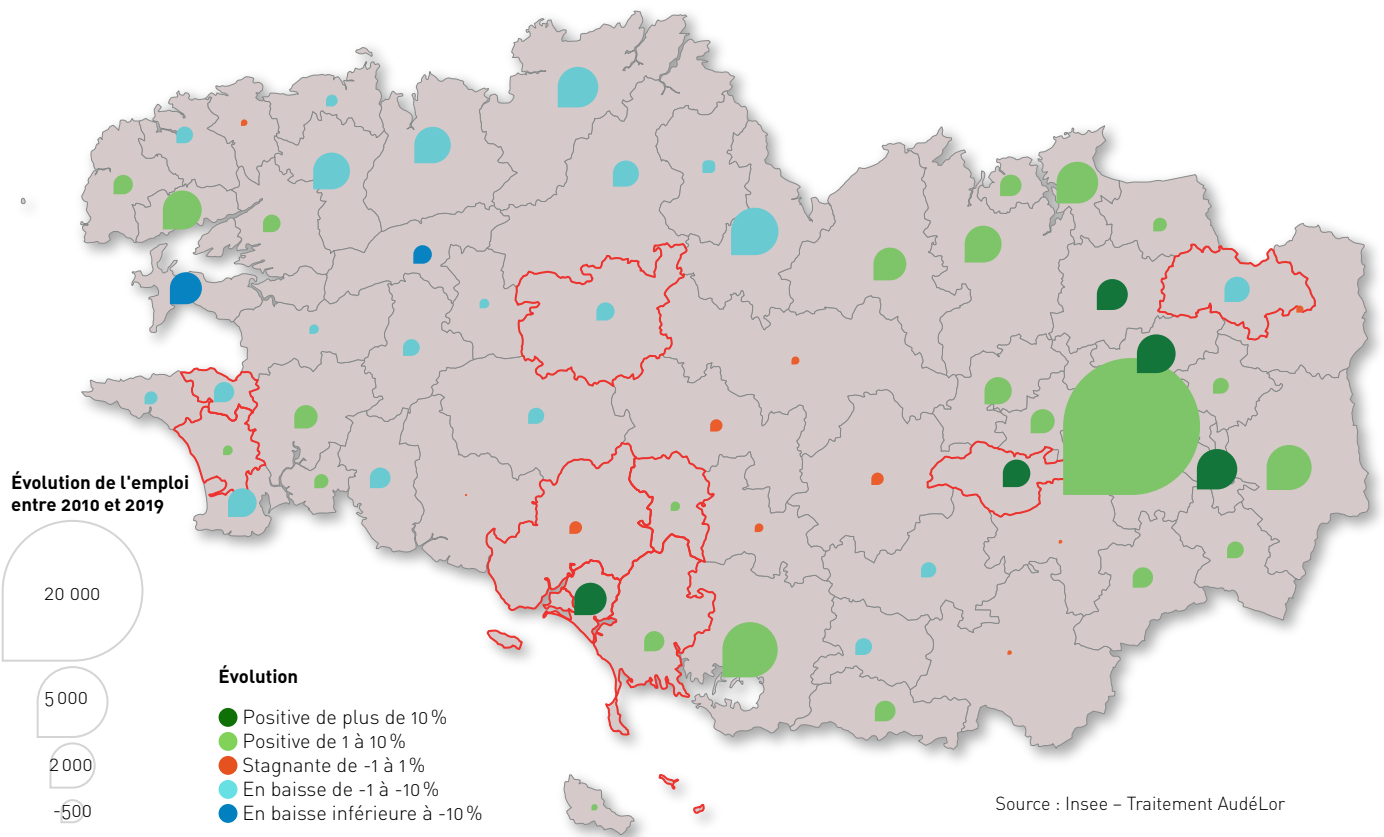 Évolution de l'emploi
entre 2010 et 2019
20 000
5 000
2 000
-500
Évolution
Positive de plus de 10 %
Positive de 1 à 10 %
Stagnante de -1 à 1 %
En baisse de -1 à -10 %
En baisse inférieure à -10 %
Source : Insee – Traitement AudéLor